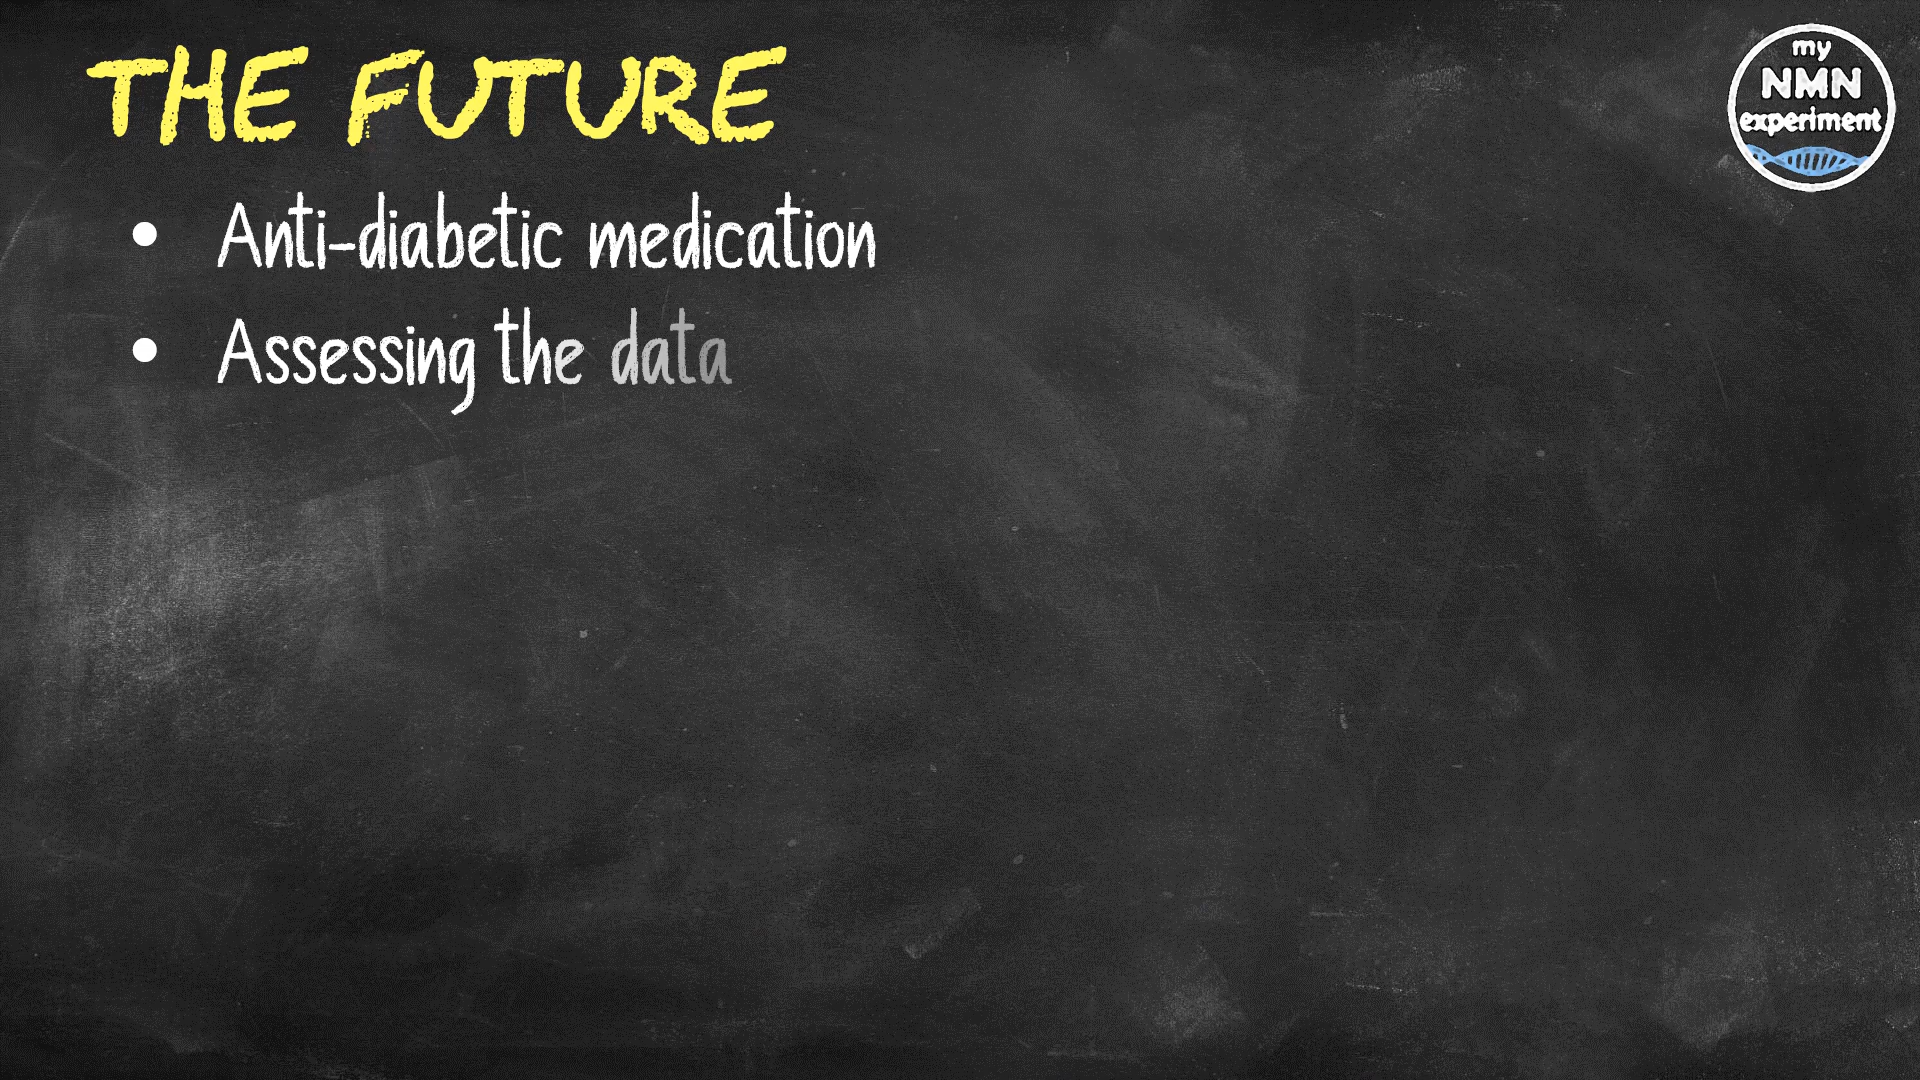 THE FUTURE
my
NMN
experiment
• Anti-diabetic medication
• Assessing the data